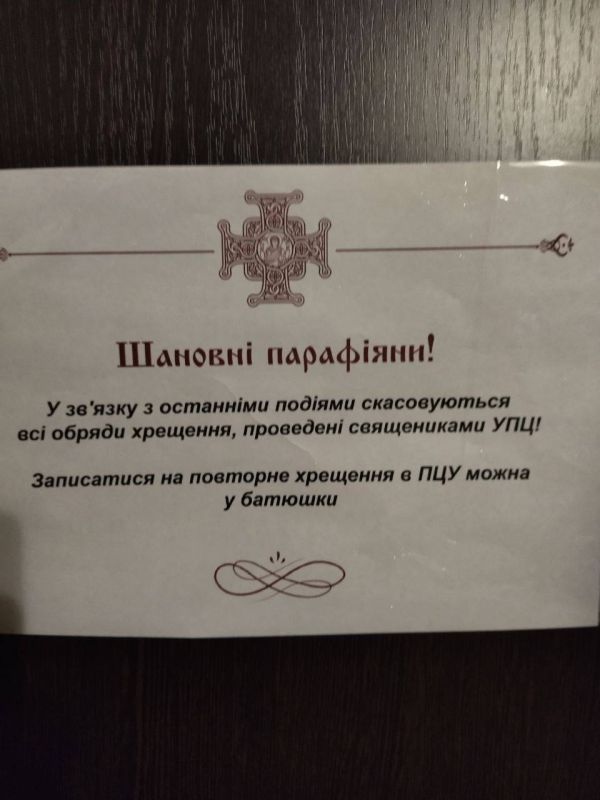 Шановні парафіяни!
У зв'язку з останніми подіями скасовуються
всі обряди хрещення, проведені священиками УПЦ!
Записатися на повторне хрещення в ПЦУ можна
у батюшки